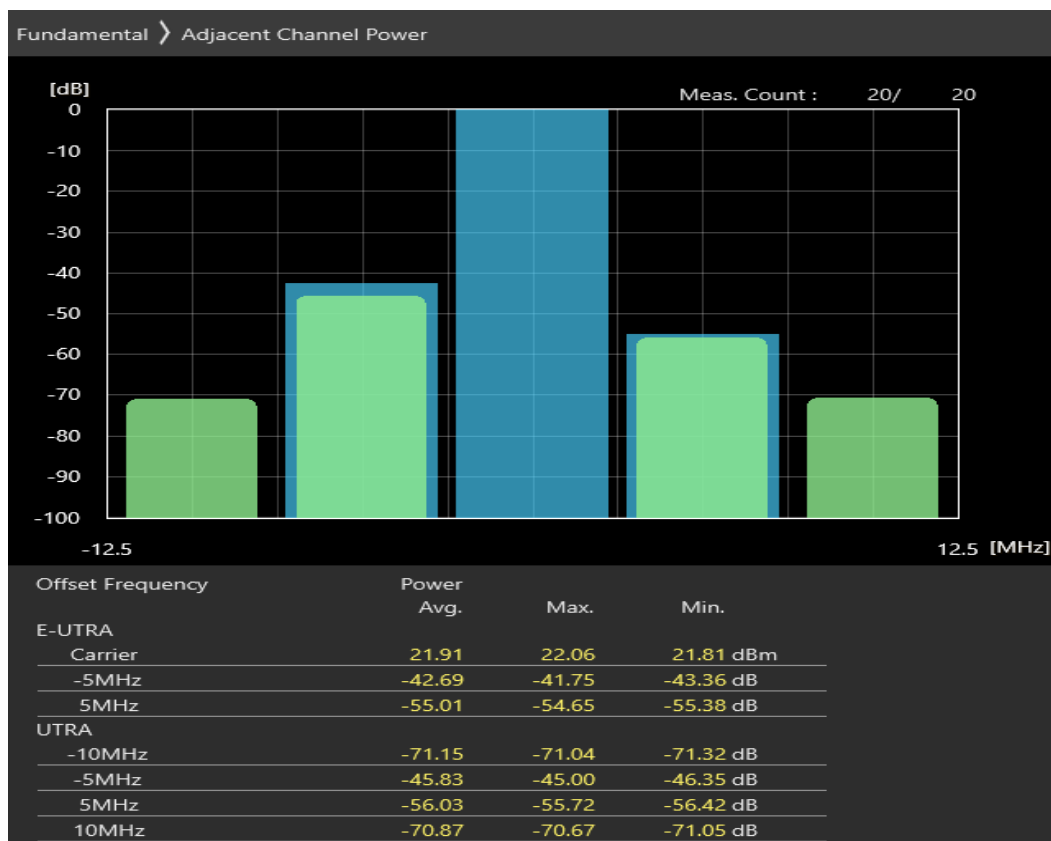 Fundamental 〉 Adjacent Channel Power
[dB]
Meas. Count : 20/ 20
0
-10
-20
-30
-40
-50
-60
-70
-80
-90
-100
-12.5 12.5 [MHz]
Offset Frequency Power
Avg. Max. Min.
E-UTRA
Carrier 21.91 22.06 21.81 dBm
-5MHz -42.69 -41.75 -43.36 dB
5MHz -55.01 -54.65 -55.38 dB
UTRA
-10MHz -71.15 -71.04 -71.32 dB
-5MHz -45.83 -45.00 -46.35 dB
5MHz -56.03 -55.72 -56.42 dB
10MHz -70.87 -70.67 -71.05 dB